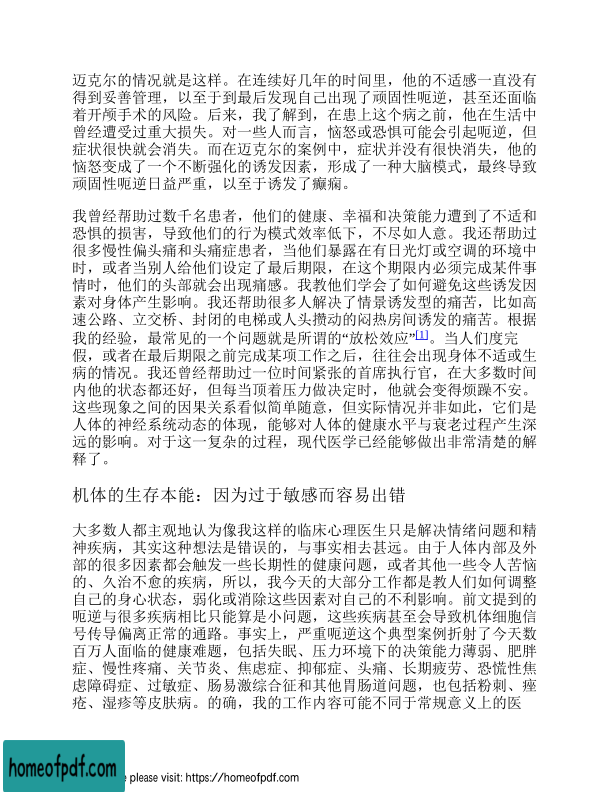 迈克尔的情况就是这样。在连续好几年的时间里，他的不适感一直没有
得到妥善管理，以至于到最后发现自己出现了顽固性呃逆，甚至还面临
着开颅手术的风险。后来，我了解到，在患上这个病之前，他在生活中
曾经遭受过重大损失。对一些人而言，恼怒或恐惧可能会引起呃逆，但
症状很快就会消失。而在迈克尔的案例中，症状并没有很快消失，他的
恼怒变成了一个不断强化的诱发因素，形成了一种大脑模式，最终导致
顽固性呃逆日益严重，以至于诱发了癫痫。
我曾经帮助过数千名患者，他们的健康、幸福和决策能力遭到了不适和
恐惧的损害，导致他们的行为模式效率低下，不尽如人意。我还帮助过
很多慢性偏头痛和头痛症患者，当他们暴露在有日光灯或空调的环境中
时，或者当别人给他们设定了最后期限，在这个期限内必须完成某件事
情时，他们的头部就会出现痛感。我教他们学会了如何避免这些诱发因
素对身体产生影响。我还帮助很多人解决了情景诱发型的痛苦，比如高
速公路、立交桥、封闭的电梯或人头攒动的闷热房间诱发的痛苦。根据
我的经验，最常见的一个问题就是所谓的“放松效应”[1]。当人们度完
假，或者在最后期限之前完成某项工作之后，往往会出现身体不适或生
病的情况。我还曾经帮助过一位时间紧张的首席执行官，在大多数时间
内他的状态都还好，但每当顶着压力做决定时，他就会变得烦躁不安。
这些现象之间的因果关系看似简单随意，但实际情况并非如此，它们是
人体的神经系统动态的体现，能够对人体的健康水平与衰老过程产生深
远的影响。对于这一复杂的过程，现代医学已经能够做出非常清楚的解
释了。
机体的生存本能：因为过于敏感而容易出错
大多数人都主观地认为像我这样的临床心理医生只是解决情绪问题和精
神疾病，其实这种想法是错误的，与事实相去甚远。由于人体内部及外
部的很多因素都会触发一些长期性的健康问题，或者其他一些令人苦恼
的、久治不愈的疾病，所以，我今天的大部分工作都是教人们如何调整
自己的身心状态，弱化或消除这些因素对自己的不利影响。前文提到的
呃逆与很多疾病相比只能算是小问题，这些疾病甚至会导致机体细胞信
号传导偏离正常的通路。事实上，严重呃逆这个典型案例折射了今天数
百万人面临的健康难题，包括失眠、压力环境下的决策能力薄弱、肥胖
症、慢性疼痛、关节炎、焦虑症、抑郁症、头痛、长期疲劳、恐慌性焦
虑障碍症、过敏症、肠易激综合征和其他胃肠道问题，也包括粉刺、痤
疮、湿疹等皮肤病。的确，我的工作内容可能不同于常规意义上的医
homeofpdf.com
e please visit: https://homeofpdf.com